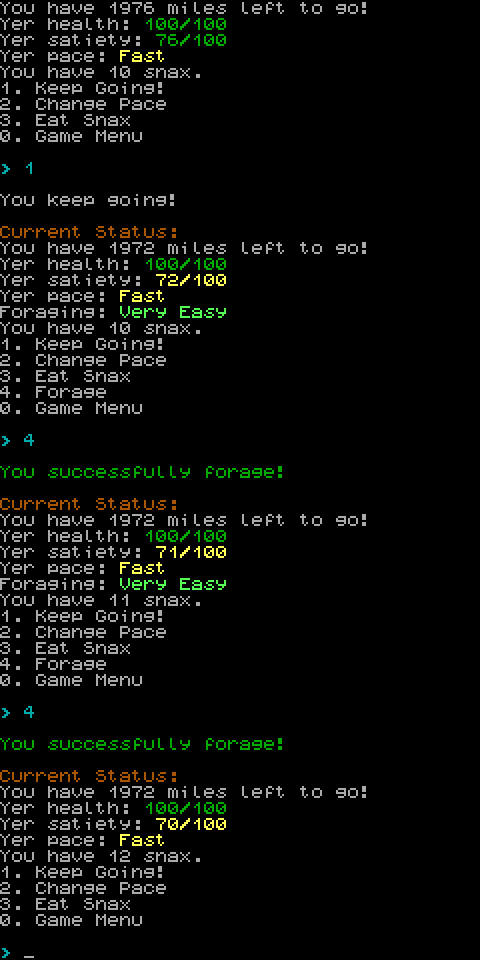 You have 1976 miles left to go!
Yer health: 100/100
Yer satiety: 76/100
Yer pace: Fast
You have 10 snax.
1. Keep Going!
2. Change Pace
3. Eat Snax
0. Game Menu
> 1
You keep going!
Current Status:
You have 1972 miles left to go!
Yer health: 100/100
Yer satiety: 72/100
Yer pace: Fast
Foraging: Very Easy
You have 10 snax.
1. Keep Going!
2. Change Pace
3. Eat Snax
4. Forage
0. Game Menu
> 4
You successfully forage!
Current Status:
You have 1972 miles left to go!
Yer health: 100/100
Yer satiety: 71/100
Yer pace: Fast
Foraging: Very Easy
You have 11 snax.
1. Keep Going!
2. Change Pace
3. Eat Snax
4. Forage
0. Game Menu
> 4
You successfully forage!
Current Status:
You have 1972 miles left to go!
Yer health: 100/100
Yer satiety: 70/100
Yer pace: Fast
You have 12 snax.
1. Keep Going!
2. Change Pace
3. Eat Snax
0. Game Menu
> _